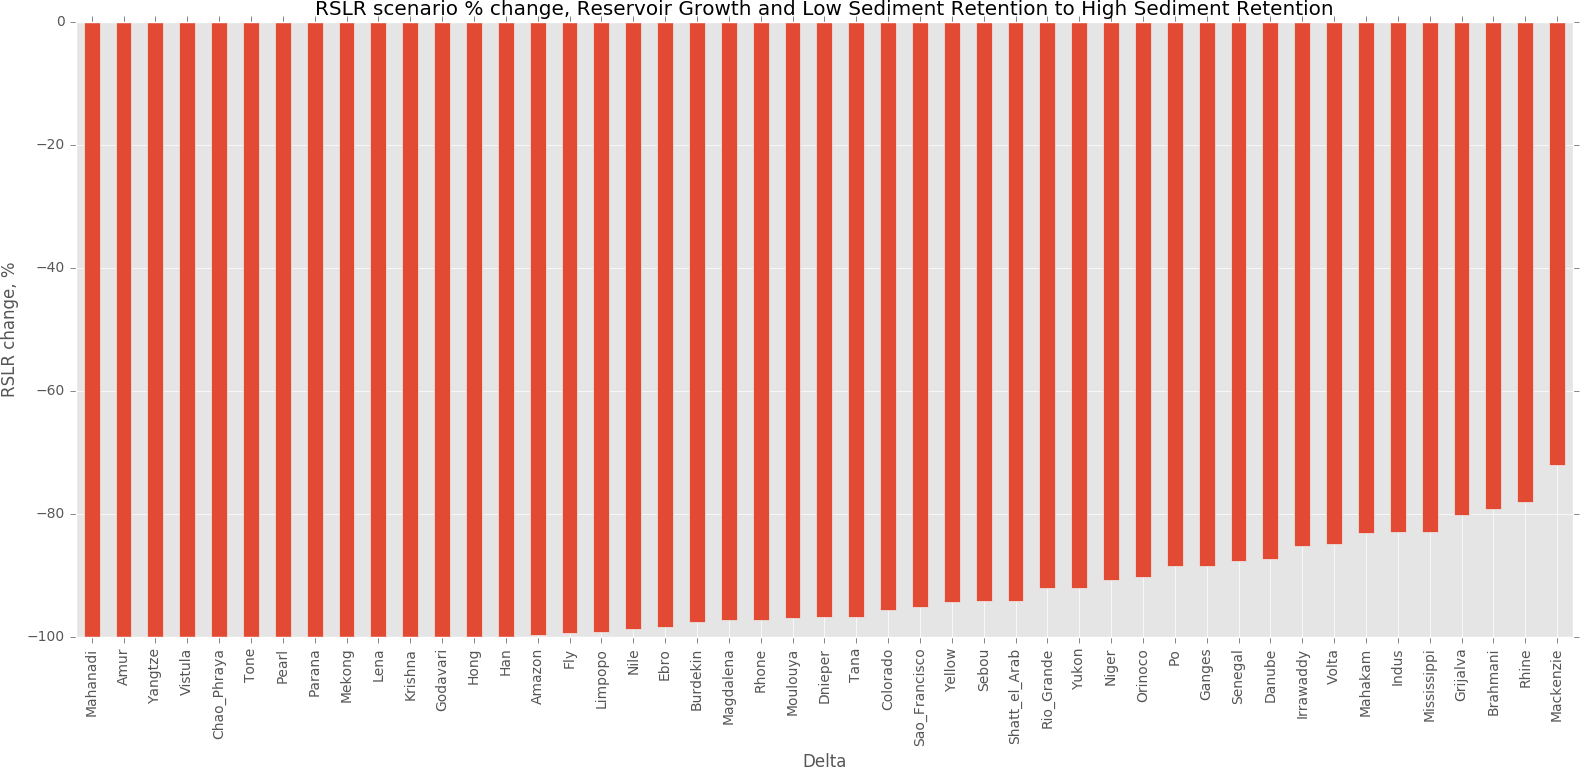 RSLR scenario % change, Reservoir Growth and Low Sediment Retention to High Sediment Retention
RSLR change, %
0
−20
−40
−60
−80
−100
Mahanadi
Amur
Yangtze
Vistula
Chao_Phraya
Tone
Pearl
Parana
Mekong
Lena
Krishna
Godavari
Hong
Han
Amazon
Fly
Limpopo
Nile
Ebro
Burdekin
Magdalena
Rhone
Moulouya
Dnieper
Tana
Colorado
Sao_Francisco
Yellow
Sebou
Shatt_el_Arab
Rio_Grande
Yukon
Niger
Orinoco
Po
Ganges
Senegal
Danube
Irrawaddy
Volta
Mahakam
Indus
Mississippi
Grijalva
Brahmani
Rhine
Mackenzie
Delta